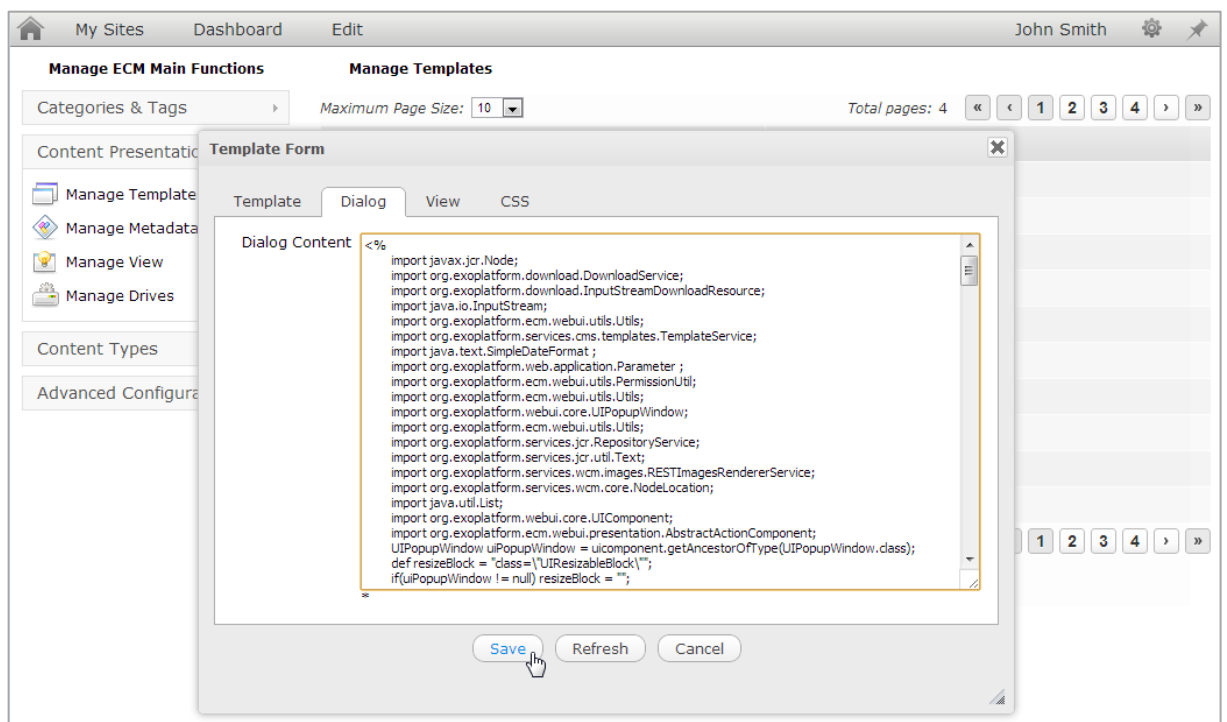 My Sites Dashboard Edit John Smith
Manage ECM Main Functions Manage Templates
Categories & Tags Maximum Page Size: 10 Total pages: 4 « ‹ 1 2 3 4 › »
Content Presentatio Template Form
Manage Template Template Dialog View CSS
Manage Metadata
Manage View
Manage Drives
Content Types
Advanced Configura
Dialog Content
<%
import javax.jcr.Node;
import org.exoplatform.download.DownloadService;
import org.exoplatform.download.InputStreamDownloadResource;
import java.io.InputStream;
import org.exoplatform.ecm.webui.utils.Utils;
import org.exoplatform.services.cms.templates.TemplateService;
import java.text.SimpleDateFormat ;
import org.exoplatform.web.application.Parameter ;
import org.exoplatform.ecm.webui.utils.PermissionUtil;
import org.exoplatform.ecm.webui.utils.Utils;
import org.exoplatform.webui.core.UIPopupWindow;
import org.exoplatform.ecm.webui.utils.Utils;
import org.exoplatform.services.jcr.RepositoryService;
import org.exoplatform.services.jcr.util.Text;
import org.exoplatform.services.wcm.images.RESTImagesRendererService;
import org.exoplatform.services.wcm.core.NodeLocation;
import java.util.List;
import org.exoplatform.webui.core.UIComponent;
import org.exoplatform.ecm.webui.presentation.AbstractActionComponent;
UIPopupWindow uiPopupWindow = uicomponent.getAncestorOfType(UIPopupWindow.class);
def resizeBlock = "class=\"UIResizableBlock\"";
if(uiPopupWindow != null) resizeBlock = "";
*
1 2 3 4 › »
Save Refresh Cancel